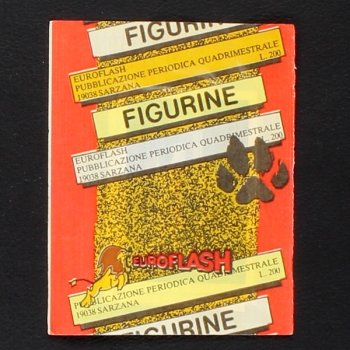 FIGURINE
EUROFLASH
PUBBLICAZIONE PERIODICA QUADRIMESTRALE
19038 SARZANA L. 200
FIGURINE
EUROFLASH
PUBBLICAZIONE PERIODICA QUADRIMESTRALE
19038 SARZANA L. 200
EUROFLASH
PUBBLICAZIONE PERIODICA QUADRIMESTRALE
19038 SARZANA L. 200
FIGURINE